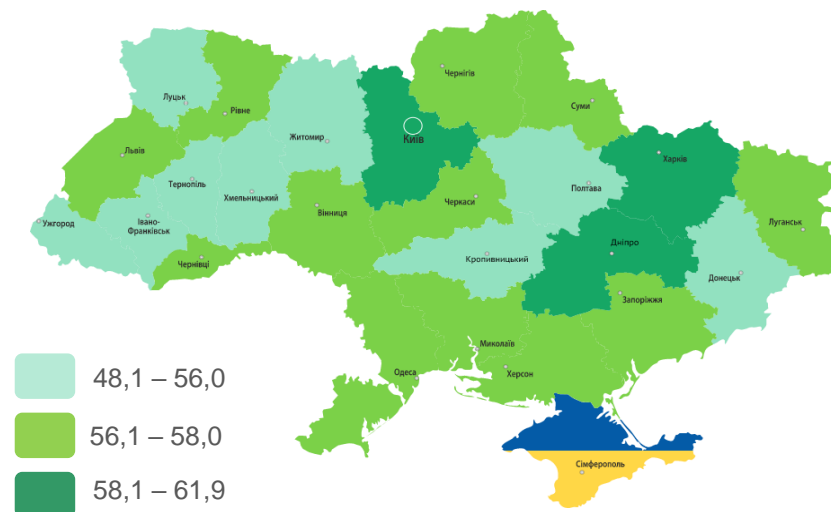 Чернігів
Луцьк
Суми
Рівне
Київ
Житомир
Харків
Львів
Тернопіль
Полтава
Хмельницький
Черкаси
Вінниця
Ужгород
Івано-
Франківськ
Луганськ
Дніпро
Чернівці
Кропивницький
Донецьк
Запоріжжя
Миколаїв
Одеса
Херсон
Сімферополь
48,1 – 56,0
56,1 – 58,0
58,1 – 61,9